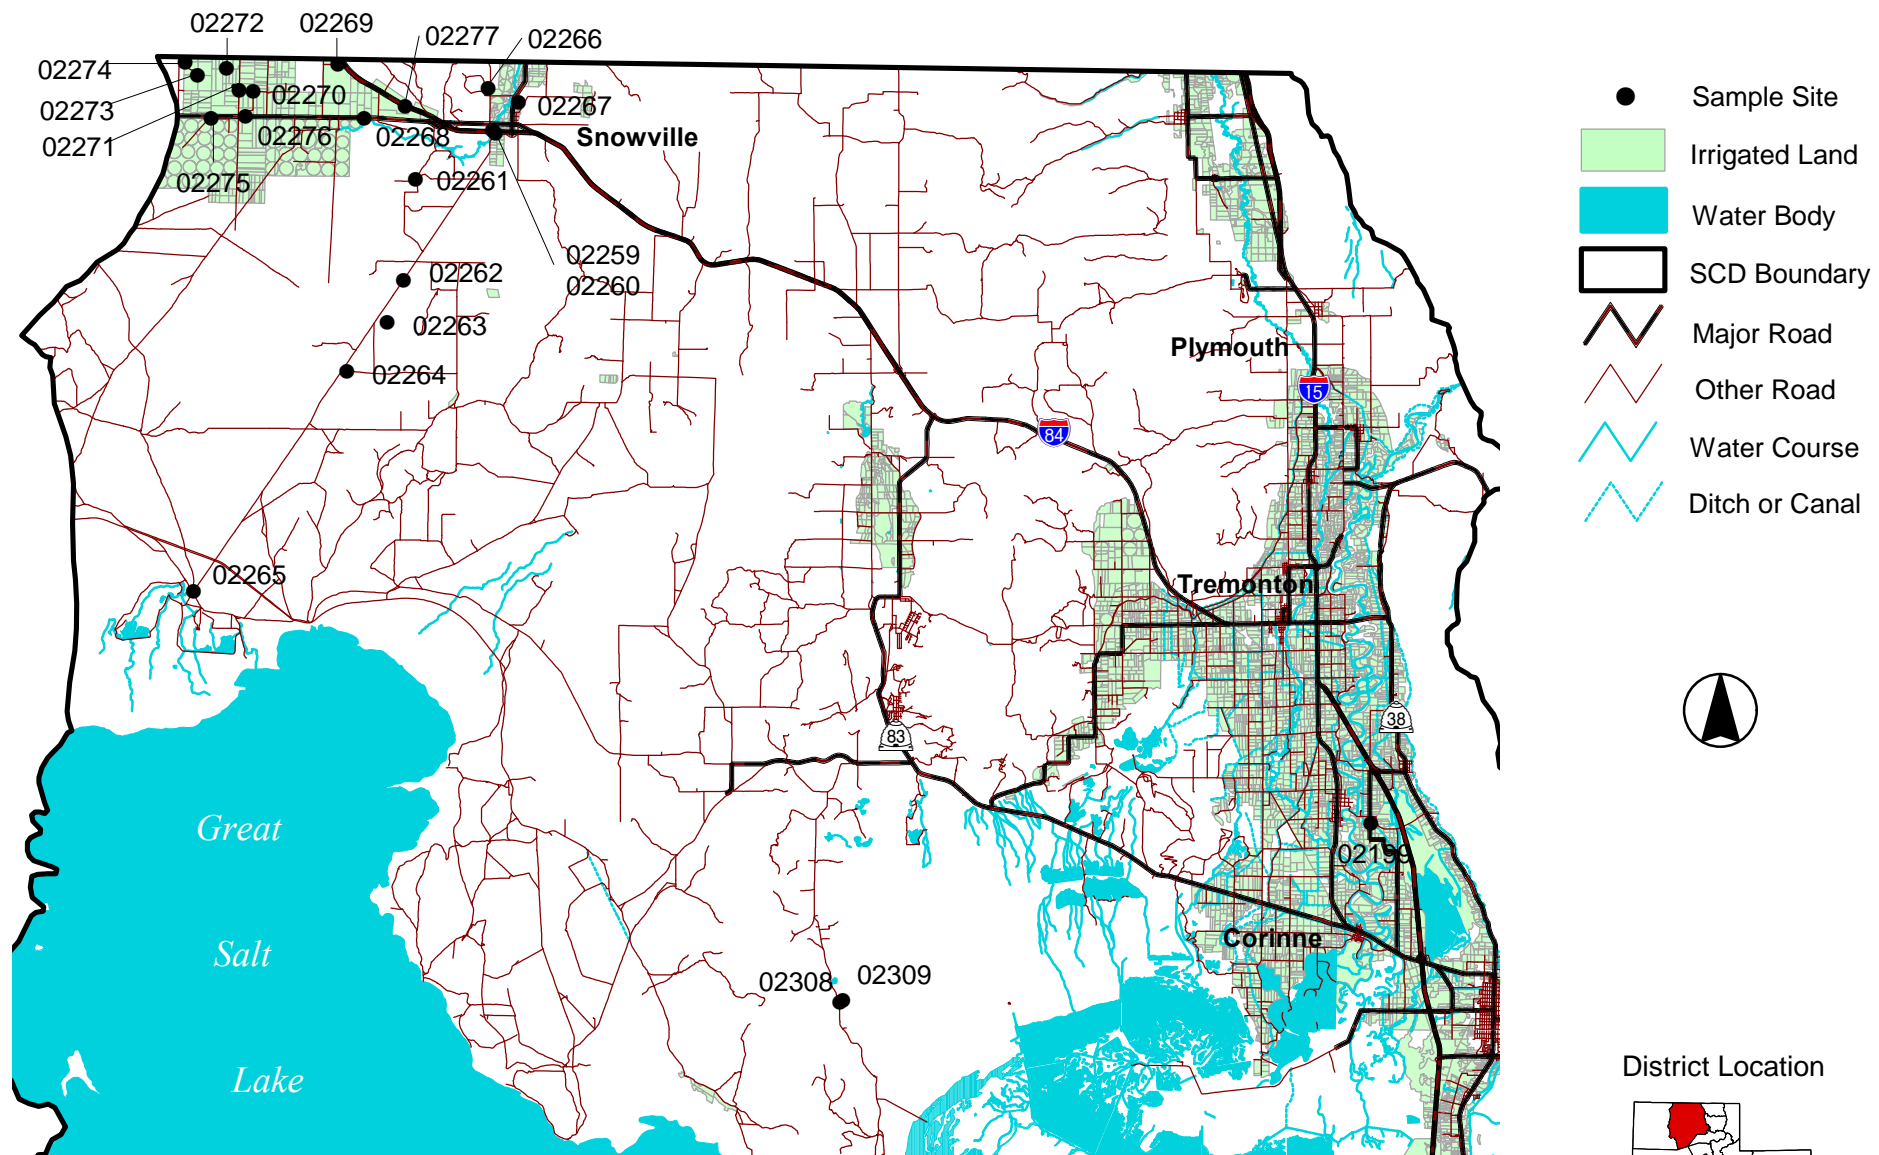 02272
02269
02277
02266
02274
02273
02270
02267
02271
02276
02268
Snowville
02275
02261
02259
02260
02262
02263
02264
Plymouth
15
84
02265
Tremonton
83
38
Great
Salt
Lake
02199
Corinne
02308
02309
Sample Site
Irrigated Land
Water Body
SCD Boundary
Major Road
Other Road
Water Course
Ditch or Canal
District Location